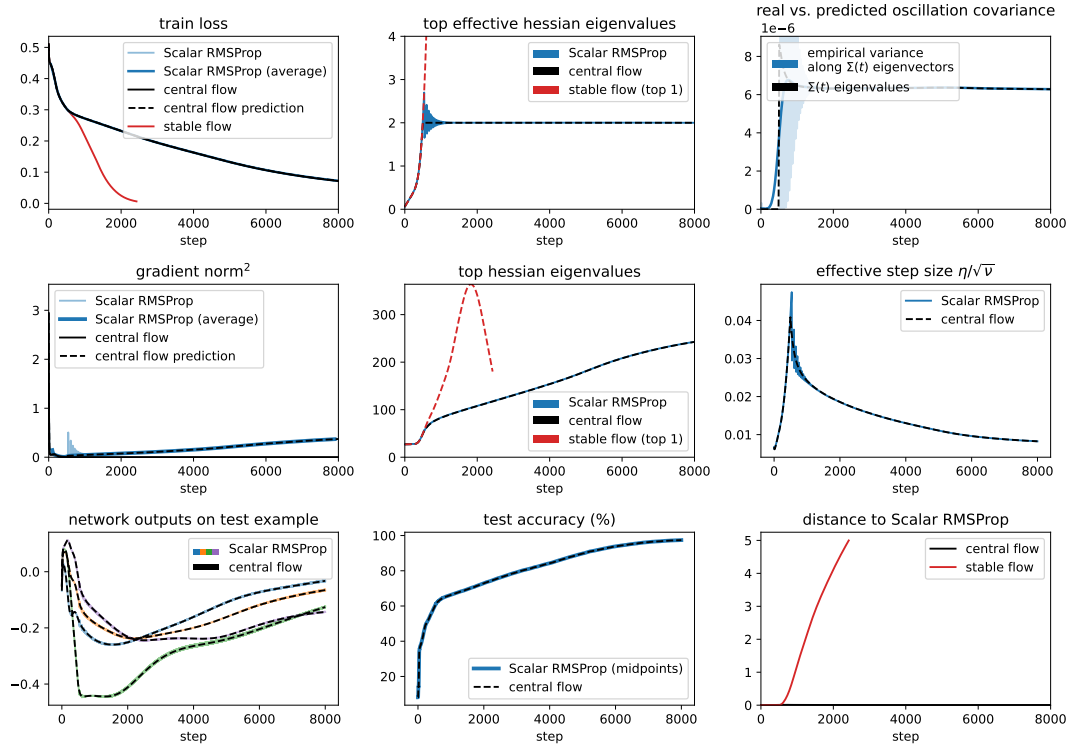 train loss
0.5
0.4
0.3
0.2
0.1
0.0
Scalar RMSProp
Scalar RMSProp (average)
central flow
central flow prediction
stable flow
0 2000 4000 6000 8000
step
top effective hessian eigenvalues
4
3
2
1
0
Scalar RMSProp
central flow
stable flow (top 1)
0 2000 4000 6000 8000
step
real vs. predicted oscillation covariance
1e−6
8
6
4
2
0
empirical variance
along Σ(t) eigenvectors
Σ(t) eigenvalues
0 2000 4000 6000 8000
step
gradient norm²
3
2
1
0
Scalar RMSProp
Scalar RMSProp (average)
central flow
central flow prediction
0 2000 4000 6000 8000
step
top hessian eigenvalues
300
200
100
0
Scalar RMSProp
central flow
stable flow (top 1)
0 2000 4000 6000 8000
step
effective step size η/√ν
0.04
0.03
0.02
0.01
Scalar RMSProp
central flow
0 2000 4000 6000 8000
step
network outputs on test example
0.0
−0.2
−0.4
Scalar RMSProp
central flow
0 2000 4000 6000 8000
step
test accuracy (%)
100
80
60
40
20
Scalar RMSProp (midpoints)
central flow
0 2000 4000 6000 8000
step
distance to Scalar RMSProp
5
4
3
2
1
0
central flow
stable flow
0 2000 4000 6000 8000
step